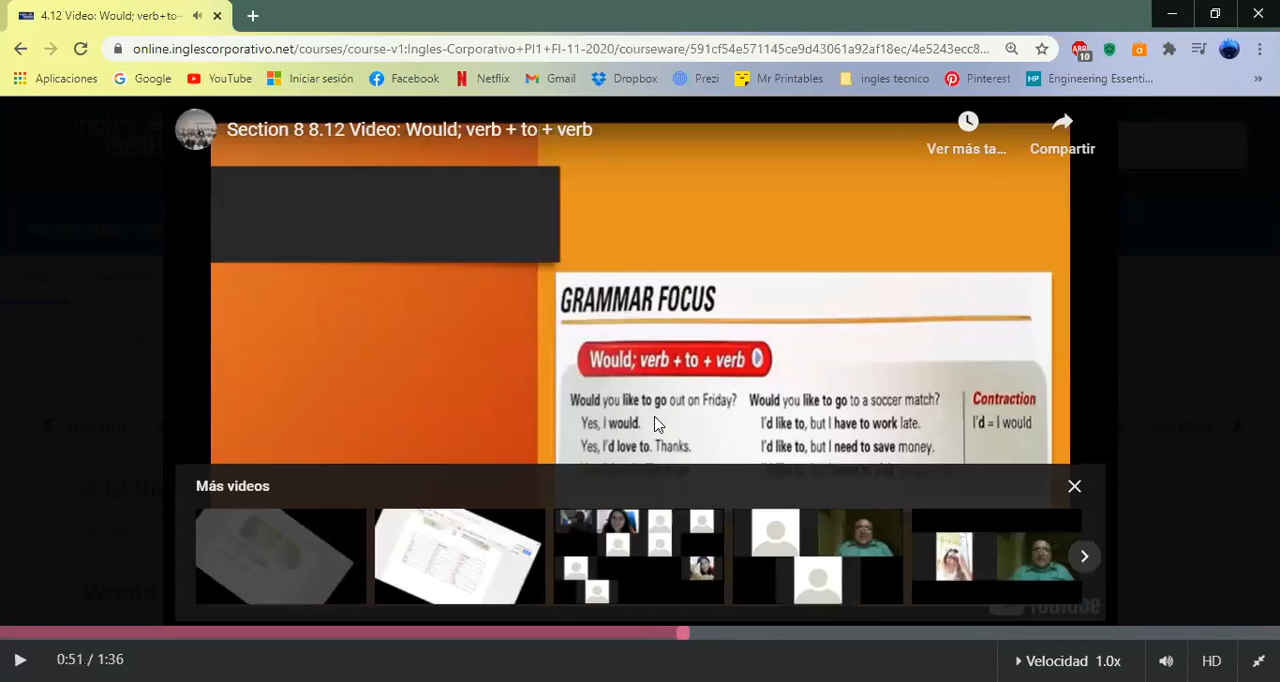 4.12 Video: Would; verb+to-
online.inglescorporativo.net/courses/course-v1:Ingles-Corporativo+PI1+FI-11-2020/courseware/591cf54e571145ce9d43061a92af18ec/4e5243ecc8...
ABP
10
Aplicaciones Google YouTube Iniciar sesión Facebook Netflix Gmail Dropbox Prezi Mr Printables ingles tecnico Pinterest HP Engineering Essenti... »
Section 8 8.12 Video: Would; verb + to + verb
Ver más ta... Compartir
GRAMMAR FOCUS
Would; verb + to + verb
Would you like to go out on Friday? Would you like to go to a soccer match? Contraction
Yes, I would. I'd like to, but I have to work late. I'd = I would
Yes, I'd love to. Thanks. I'd like to, but I need to save money.
Más videos
YouTube
0:51 / 1:36 Velocidad 1.0x HD